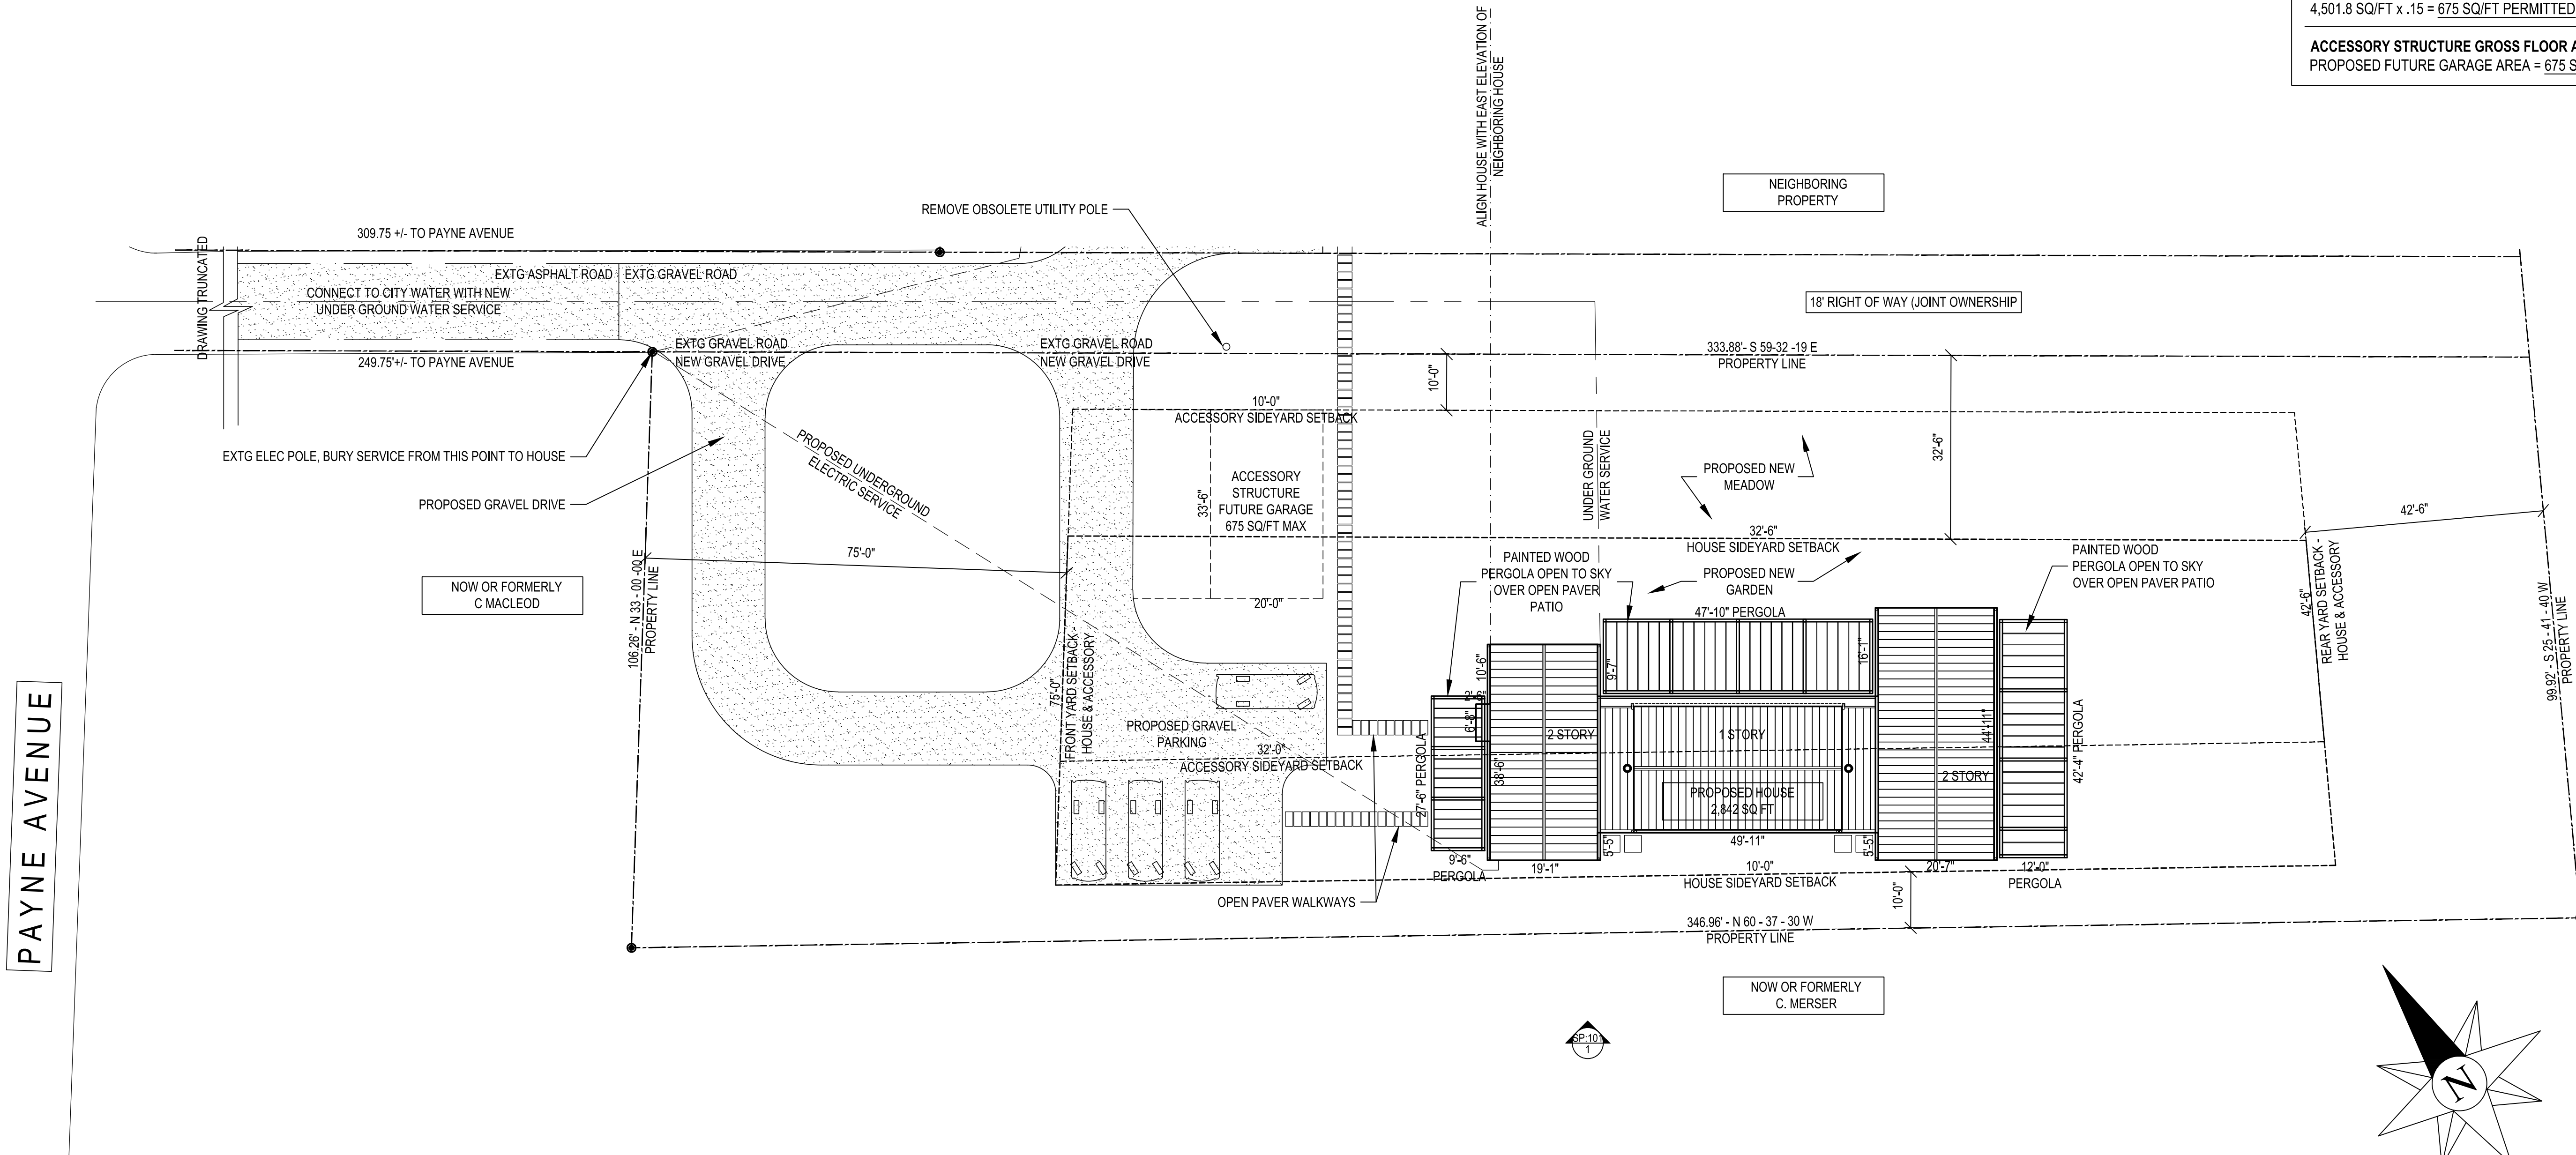 4,501.8 SQ/FT x .15 = 675 SQ/FT PERMITTED
ACCESSORY STRUCTURE GROSS FLOOR A
PROPOSED FUTURE GARAGE AREA = 675 S
ALIGN HOUSE WITH EAST ELEVATION OF
NEIGHBORING HOUSE
NEIGHBORING
PROPERTY
REMOVE OBSOLETE UTILITY POLE
309.75 +/- TO PAYNE AVENUE
DRAWING TRUNCATED
EXTG ASPHALT ROAD
EXTG GRAVEL ROAD
CONNECT TO CITY WATER WITH NEW
UNDER GROUND WATER SERVICE
18' RIGHT OF WAY (JOINT OWNERSHIP
EXTG GRAVEL ROAD
NEW GRAVEL DRIVE
EXTG GRAVEL ROAD
NEW GRAVEL DRIVE
249.75'+/- TO PAYNE AVENUE
333.88'- S 59-32 -19 E
PROPERTY LINE
10'-0"
10'-0"
ACCESSORY SIDEYARD SETBACK
32'-6"
EXTG ELEC POLE, BURY SERVICE FROM THIS POINT TO HOUSE
PROPOSED UNDERGROUND
ELECTRIC SERVICE
PROPOSED GRAVEL DRIVE
ACCESSORY
STRUCTURE
FUTURE GARAGE
675 SQ/FT MAX
33'-6"
20'-0"
UNDER GROUND
WATER SERVICE
PROPOSED NEW
MEADOW
42'-6"
32'-6"
HOUSE SIDEYARD SETBACK
75'-0"
106.26' - N 33 - 00 -00 E
PROPERTY LINE
NOW OR FORMERLY
C MACLEOD
PAINTED WOOD
PERGOLA OPEN TO SKY
OVER OPEN PAVER
PATIO
PROPOSED NEW
GARDEN
PAINTED WOOD
PERGOLA OPEN TO SKY
OVER OPEN PAVER PATIO
42'-6"
REAR YARD SETBACK -
HOUSE & ACCESSORY
99.92' - S 25 - 41 - 40 W
PROPERTY LINE
47'-10" PERGOLA
75'-0"
FRONT YARD SETBACK -
HOUSE & ACCESSORY
10'-6"
9'-7"
16'-1"
6'-8"
PROPOSED GRAVEL
PARKING
32'-0"
ACCESSORY SIDEYARD SETBACK
27'-6" PERGOLA
38'-6"
2 STORY
1 STORY
44'-11"
2 STORY
42'-4" PERGOLA
PROPOSED HOUSE
2,842 SQ FT
PAYNE AVENUE
5'-5"
49'-11"
5'-5"
9'-6"
PERGOLA
19'-1"
10'-0"
HOUSE SIDEYARD SETBACK
20'-7"
12'-0"
PERGOLA
10'-0"
OPEN PAVER WALKWAYS
346.96' - N 60 - 37 - 30 W
PROPERTY LINE
NOW OR FORMERLY
C. MERSER
SP:101
1
N